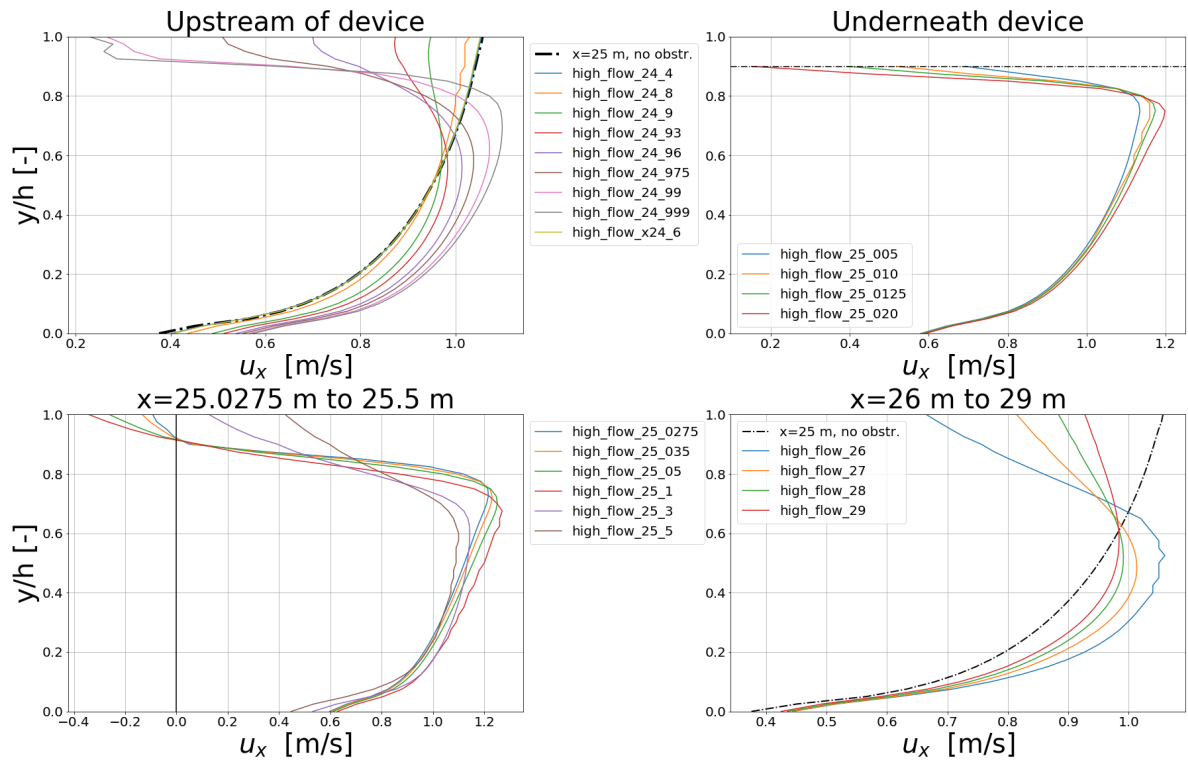 Upstream of device
y/h [-]
1.0
0.8
0.6
0.4
0.2
0.0
0.2
0.4
0.6
0.8
1.0
u_x [m/s]
x=25 m, no obstr.
high_flow_24_4
high_flow_24_8
high_flow_24_9
high_flow_24_93
high_flow_24_96
high_flow_24_975
high_flow_24_99
high_flow_24_999
high_flow_x24_6
Underneath device
1.0
0.8
0.6
0.4
0.2
0.0
high_flow_25_005
high_flow_25_010
high_flow_25_0125
high_flow_25_020
0.2
0.4
0.6
0.8
1.0
1.2
u_x [m/s]
x=25.0275 m to 25.5 m
y/h [-]
1.0
0.8
0.6
0.4
0.2
0.0
−0.4
−0.2
0.0
0.2
0.4
0.6
0.8
1.0
1.2
u_x [m/s]
high_flow_25_0275
high_flow_25_035
high_flow_25_05
high_flow_25_1
high_flow_25_3
high_flow_25_5
x=26 m to 29 m
1.0
0.8
0.6
0.4
0.2
0.0
x=25 m, no obstr.
high_flow_26
high_flow_27
high_flow_28
high_flow_29
0.4
0.5
0.6
0.7
0.8
0.9
1.0
u_x [m/s]